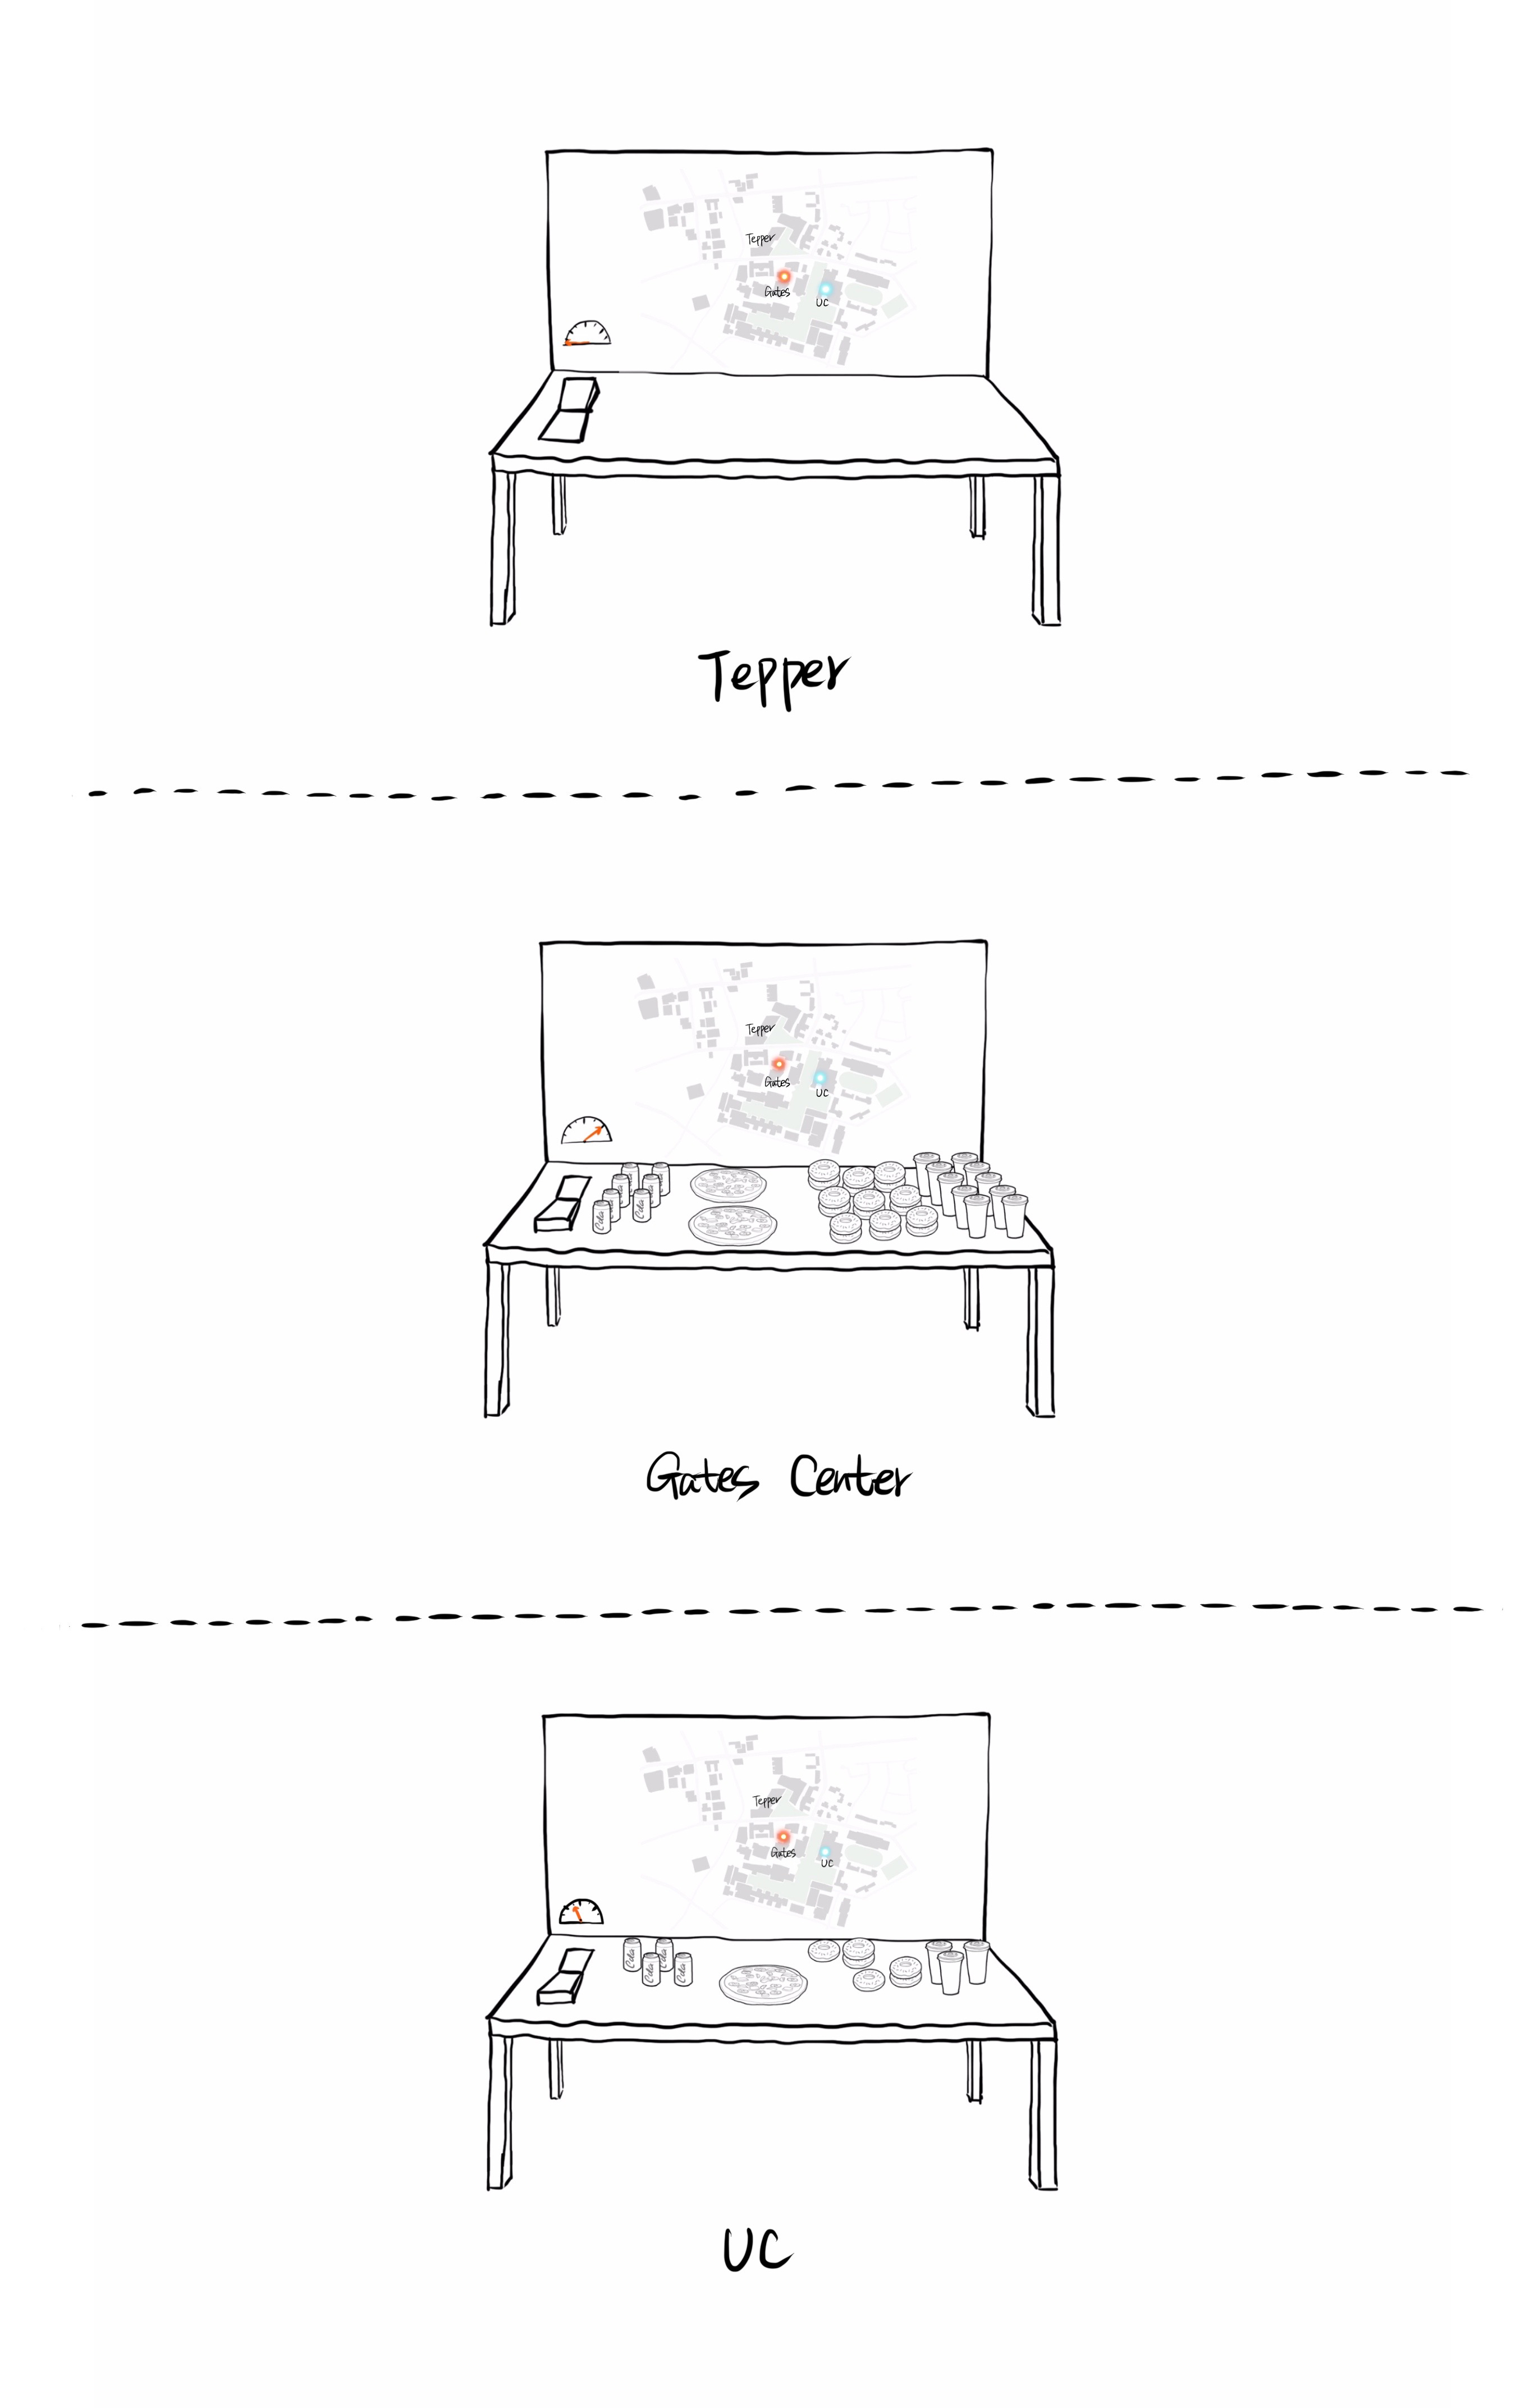 Tepper
Gates
UC
Tepper
Tepper
Gates
UC
Cola
Gates Center
Tepper
Gates
UC
Cola
Cola
Cola
UC